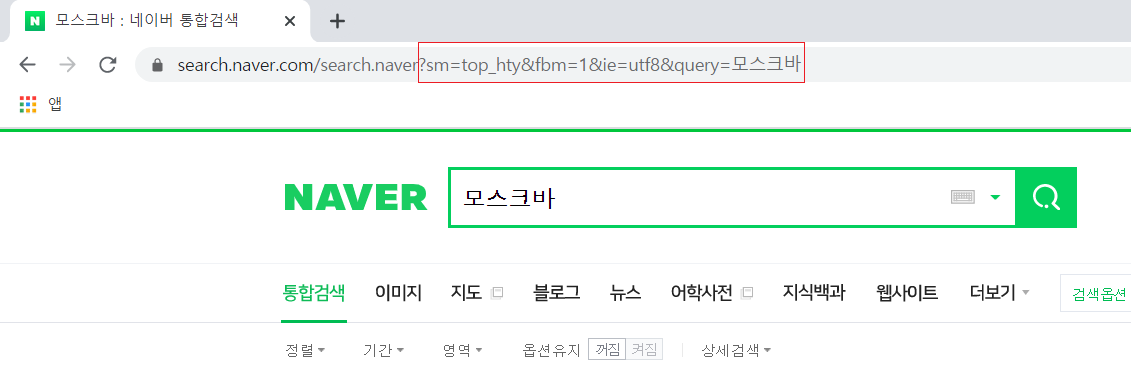 모스크바 : 네이버 통합검색
search.naver.com/search.naver?sm=top_hty&fbm=1&ie=utf8&query=모스크바
앱
NAVER 모스크바
통합검색 이미지 지도 블로그 뉴스 어학사전 지식백과 웹사이트 더보기 검색옵션
정렬 기간 영역 옵션유지 꺼짐 켜짐 상세검색